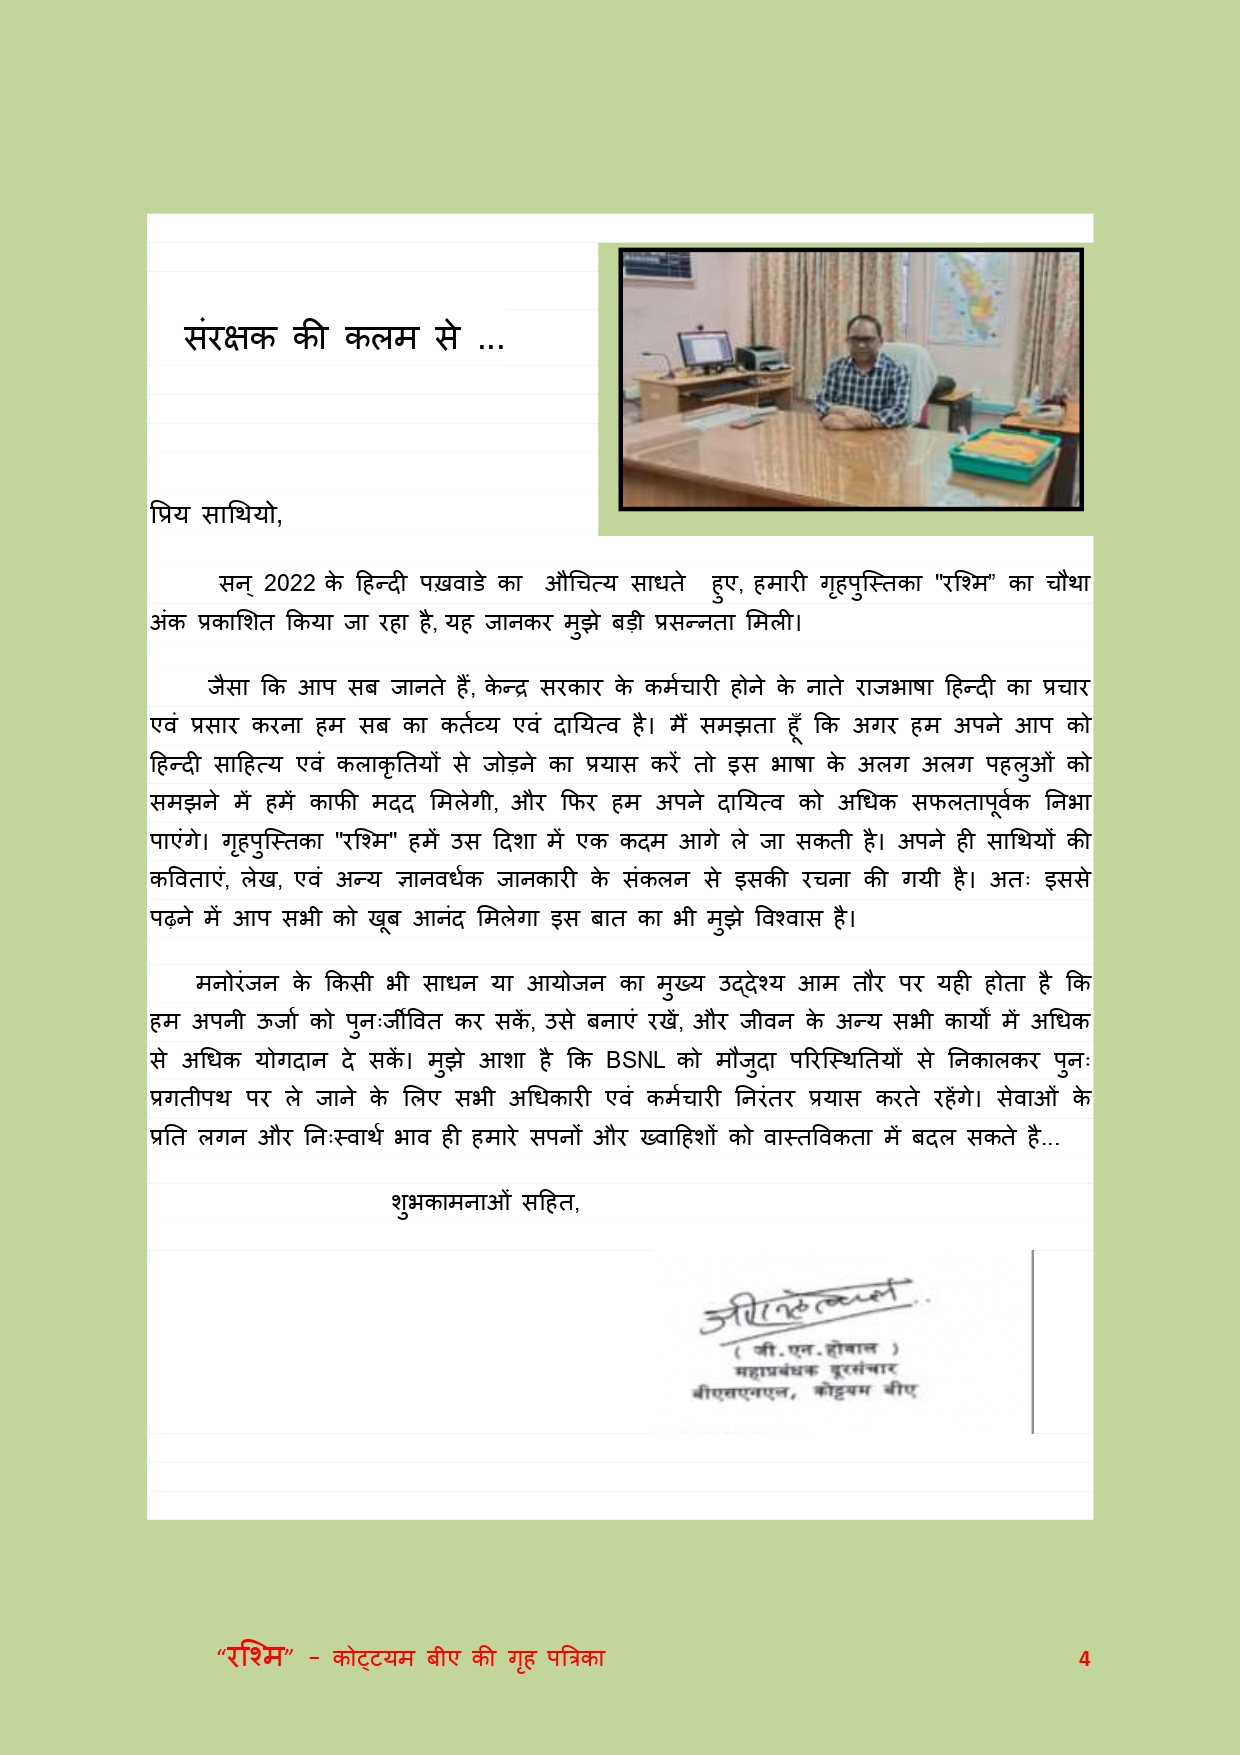 संरक्षक की कलम से ...
प्रिय साथियो,
सन् 2022 के हिन्दी पख़वाडे का औचित्य साधते हुए, हमारी गृहपुस्तिका "रश्मि” का चौथा
अंक प्रकाशित किया जा रहा है, यह जानकर मुझे बड़ी प्रसन्नता मिली।
जैसा कि आप सब जानते हैं, केन्द्र सरकार के कर्मचारी होने के नाते राजभाषा हिन्दी का प्रचार
एवं प्रसार करना हम सब का कर्तव्य एवं दायित्व है। मैं समझता हूँ कि अगर हम अपने आप को
हिन्दी साहित्य एवं कलाकृतियों से जोड़ने का प्रयास करें तो इस भाषा के अलग अलग पहलुओं को
समझने में हमें काफी मदद मिलेगी, और फिर हम अपने दायित्व को अधिक सफलतापूर्वक निभा
पाएंगे। गृहपुस्तिका "रश्मि" हमें उस दिशा में एक कदम आगे ले जा सकती है। अपने ही साथियों की
कविताएं, लेख, एवं अन्य ज्ञानवर्धक जानकारी के संकलन से इसकी रचना की गयी है। अतः इससे
पढ़ने में आप सभी को खूब आनंद मिलेगा इस बात का भी मुझे विश्वास है।
मनोरंजन के किसी भी साधन या आयोजन का मुख्य उद्देश्य आम तौर पर यही होता है कि
हम अपनी ऊर्जा को पुनःर्जीवित कर सकें, उसे बनाएं रखें, और जीवन के अन्य सभी कार्यों में अधिक
से अधिक योगदान दे सकें। मुझे आशा है कि BSNL को मौजुदा परिस्थितियों से निकालकर पुनः
प्रगतीपथ पर ले जाने के लिए सभी अधिकारी एवं कर्मचारी निरंतर प्रयास करते रहेंगे। सेवाओं के
प्रति लगन और निःस्वार्थ भाव ही हमारे सपनों और ख्वाहिशों को वास्तविकता में बदल सकते है...
शुभकामनाओं सहित,
( जी.एन.होवाल )
महाप्रबंधक दूरसंचार
बीएसएनएल, कोट्टयम बीए
“रश्मि” – कोट्टयम बीए की गृह पत्रिका 4